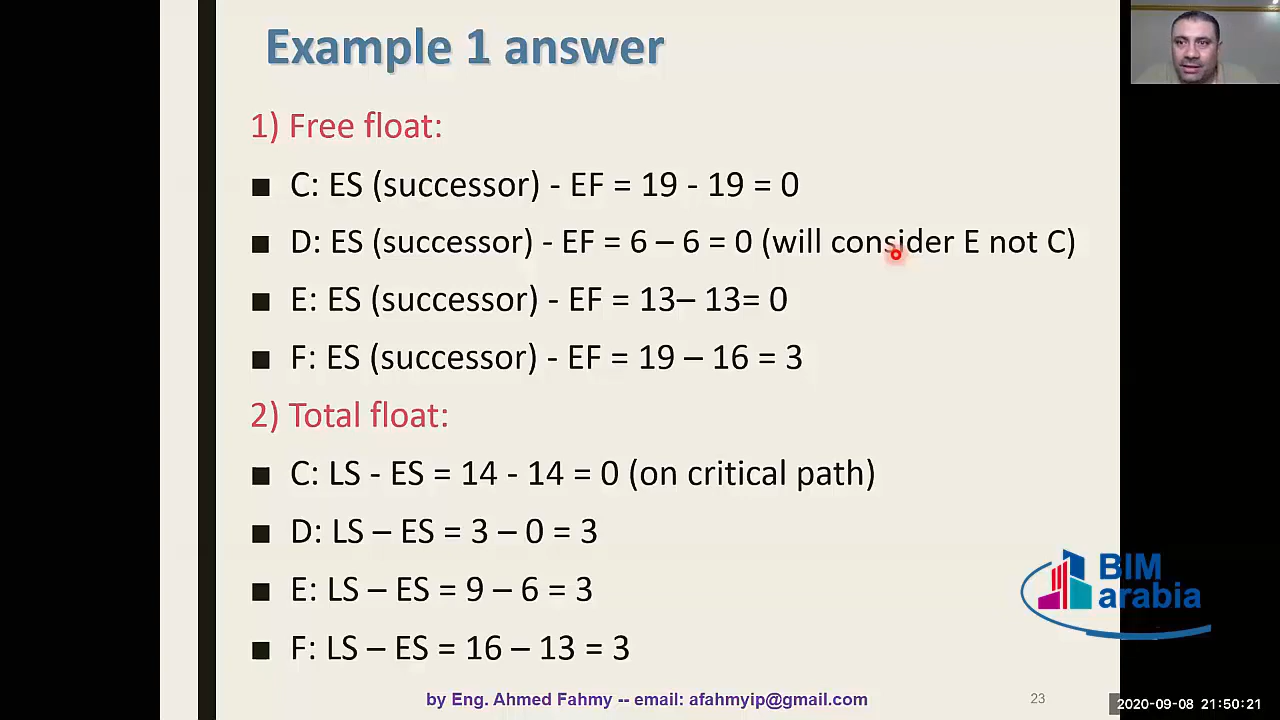 Example 1 answer
1) Free float:
■ C: ES (successor) - EF = 19 - 19 = 0
■ D: ES (successor) - EF = 6 – 6 = 0 (will consider E not C)
■ E: ES (successor) - EF = 13– 13= 0
■ F: ES (successor) - EF = 19 – 16 = 3
2) Total float:
■ C: LS - ES = 14 - 14 = 0 (on critical path)
■ D: LS – ES = 3 – 0 = 3
■ E: LS – ES = 9 – 6 = 3
■ F: LS – ES = 16 – 13 = 3
BIM
arabia
by Eng. Ahmed Fahmy -- email: afahmyip@gmail.com
23
2020-09-08 21:50:21